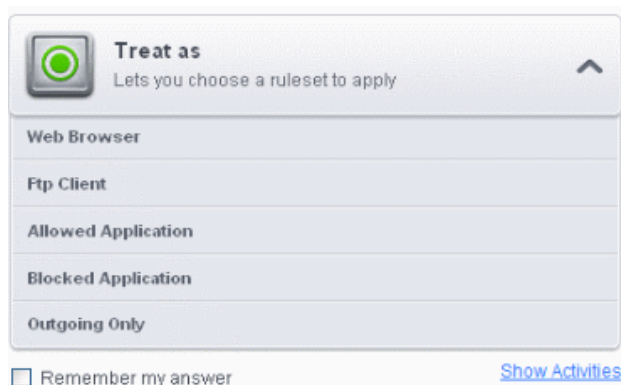 Treat as
Lets you choose a ruleset to apply
Web Browser
Ftp Client
Allowed Application
Blocked Application
Outgoing Only
Remember my answer
Show Activities